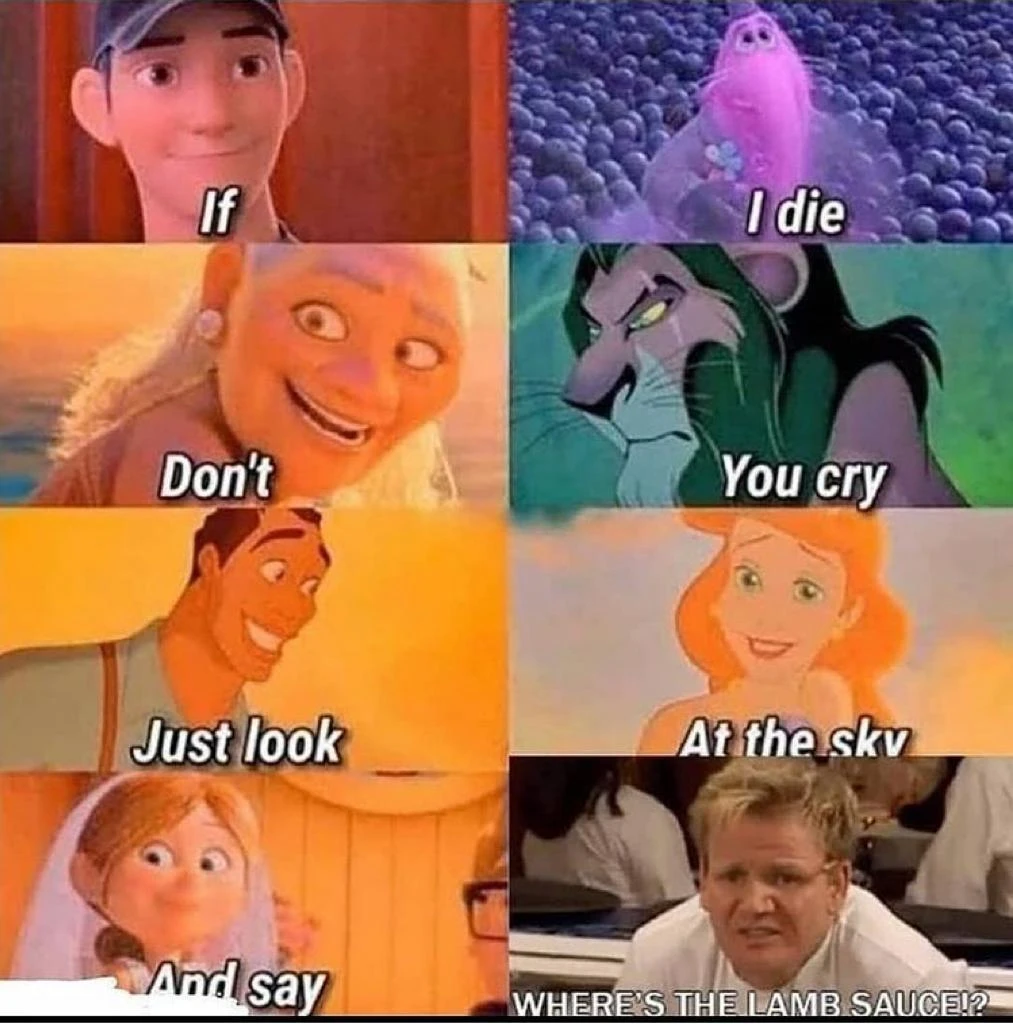 If
I die
Don't
You cry
Just look
At the sky
And say
WHERE'S THE LAMB SAUCE!?